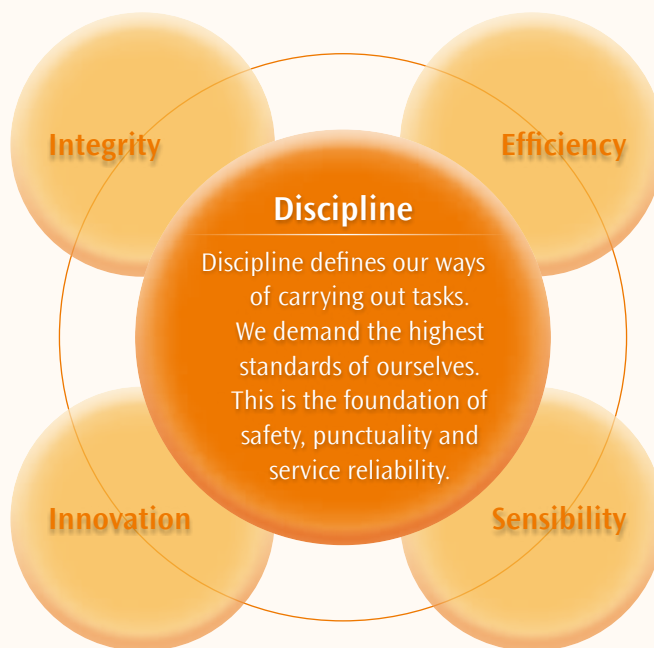 Integrity
Efficiency
Discipline
Discipline defines our ways
of carrying out tasks.
We demand the highest
standards of ourselves.
This is the foundation of
safety, punctuality and
service reliability.
Innovation
Sensibility